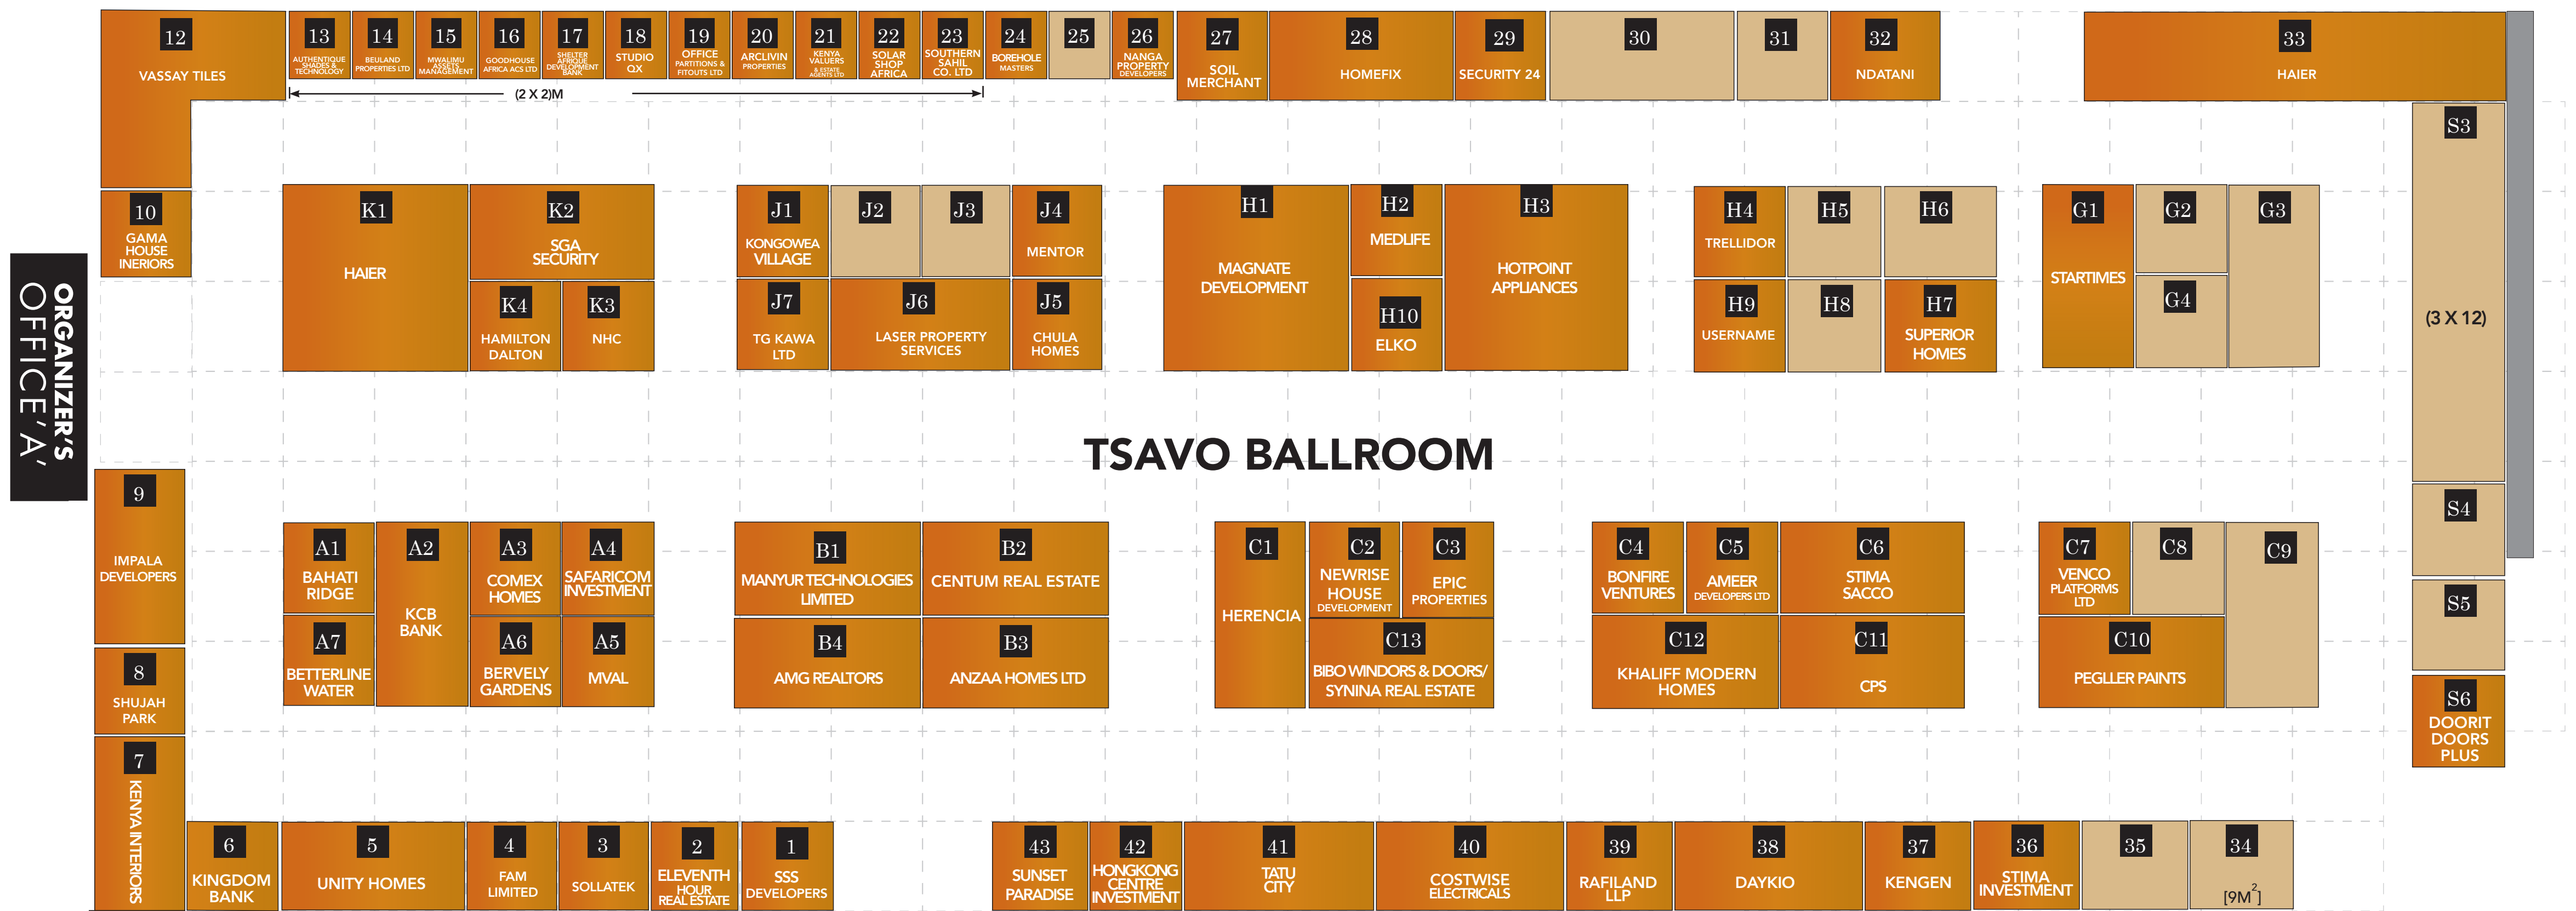 12
VASSAY TILES
13
AUTHENTIQUE
SHADES &
TECHNOLOGY
14
BEULAND
PROPERTIES LTD
15
MWALIMU
ASSETS
MANAGEMENT
16
GOODHOUSE
AFRICA ACS LTD
17
SHELTER
AFRIQUE
DEVELOPMENT
BANK
18
STUDIO
QX
19
OFFICE
PARTITIONS &
FITOUTS LTD
20
ARCLIVIN
PROPERTIES
21
KENYA
VALUERS
& ESTATE
AGENTS LTD
22
SOLAR
SHOP
AFRICA
23
SOUTHERN
SAHIL
CO. LTD
24
BOREHOLE
MASTERS
25
26
NANGA
PROPERTY
DEVELOPERS
27
SOIL
MERCHANT
28
HOMEFIX
29
SECURITY 24
30
31
32
NDATANI
33
HAIER
(2 X 2)M
S3
(3 X 12)
10
GAMA
HOUSE
INERIORS
K1
HAIER
K2
SGA
SECURITY
K4
HAMILTON
DALTON
K3
NHC
J1
KONGOWEA
VILLAGE
J2
J3
J4
MENTOR
J7
TG KAWA
LTD
J6
LASER PROPERTY
SERVICES
J5
CHULA
HOMES
H1
MAGNATE
DEVELOPMENT
H2
MEDLIFE
H10
ELKO
H3
HOTPOINT
APPLIANCES
H4
TRELLIDOR
H5
H6
H9
USERNAME
H8
H7
SUPERIOR
HOMES
G1
STARTIMES
G2
G3
G4
ORGANIZER'S
OFFICE'A'
TSAVO BALLROOM
9
IMPALA
DEVELOPERS
8
SHUJAH
PARK
7
KENYA INTERIORS
A1
BAHATI
RIDGE
A2
KCB
BANK
A3
COMEX
HOMES
A4
SAFARICOM
INVESTMENT
A7
BETTERLINE
WATER
A6
BERVELY
GARDENS
A5
MVAL
B1
MANYUR TECHNOLOGIES
LIMITED
B2
CENTUM REAL ESTATE
B4
AMG REALTORS
B3
ANZAA HOMES LTD
C1
HERENCIA
C2
NEWRISE
HOUSE
DEVELOPMENT
C3
EPIC
PROPERTIES
C13
BIBO WINDORS & DOORS/
SYNINA REAL ESTATE
C4
BONFIRE
VENTURES
C5
AMEER
DEVELOPERS LTD
C6
STIMA
SACCO
C12
KHALIFF MODERN
HOMES
C11
CPS
C7
VENCO
PLATFORMS
LTD
C8
C9
C10
PEGLLER PAINTS
S4
S5
S6
DOORIT
DOORS
PLUS
6
KINGDOM
BANK
5
UNITY HOMES
4
FAM
LIMITED
3
SOLLATEK
2
ELEVENTH
HOUR
REAL ESTATE
1
SSS
DEVELOPERS
43
SUNSET
PARADISE
42
HONGKONG
CENTRE
INVESTMENT
41
TATU
CITY
40
COSTWISE
ELECTRICALS
39
RAFILAND
LLP
38
DAYKIO
37
KENGEN
36
STIMA
INVESTMENT
35
34
[9M²]